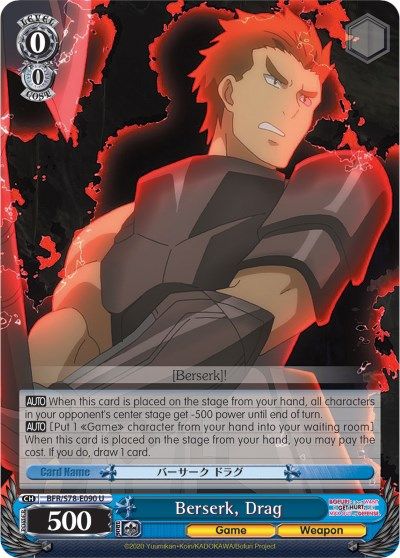 LEVEL
0
0
COST
[Berserk]!
AUTO When this card is placed on the stage from your hand, all characters
in your opponent's center stage get -500 power until end of turn.
AUTO [Put 1 «Game» character from your hand into your waiting room]
When this card is placed on the stage from your hand, you may pay the
cost. If you do, draw 1 card.
Card Name バーサーク ドラグ
CH BFR/S78-E090 U
500
Berserk, Drag
Game Weapon
©2020 Yuumikan・Koin/KADOKAWA/Bofuri Project